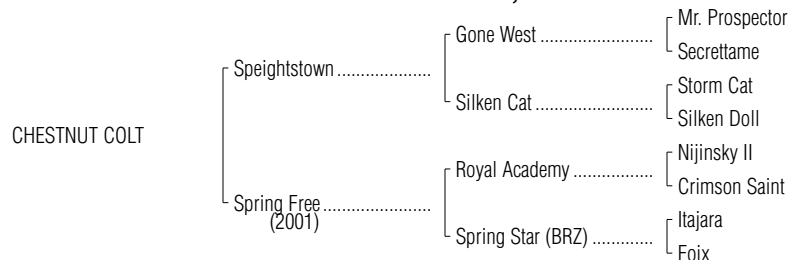 Mr. Prospector
Gone West ........................
Secrettame
Speightstown ....................
Storm Cat
Silken Cat .........................
Silken Doll
CHESTNUT COLT
Nijinsky II
Royal Academy .................
Crimson Saint
Spring Free .......................
(2001)
Itajara
Spring Star (BRZ) .............
Foix